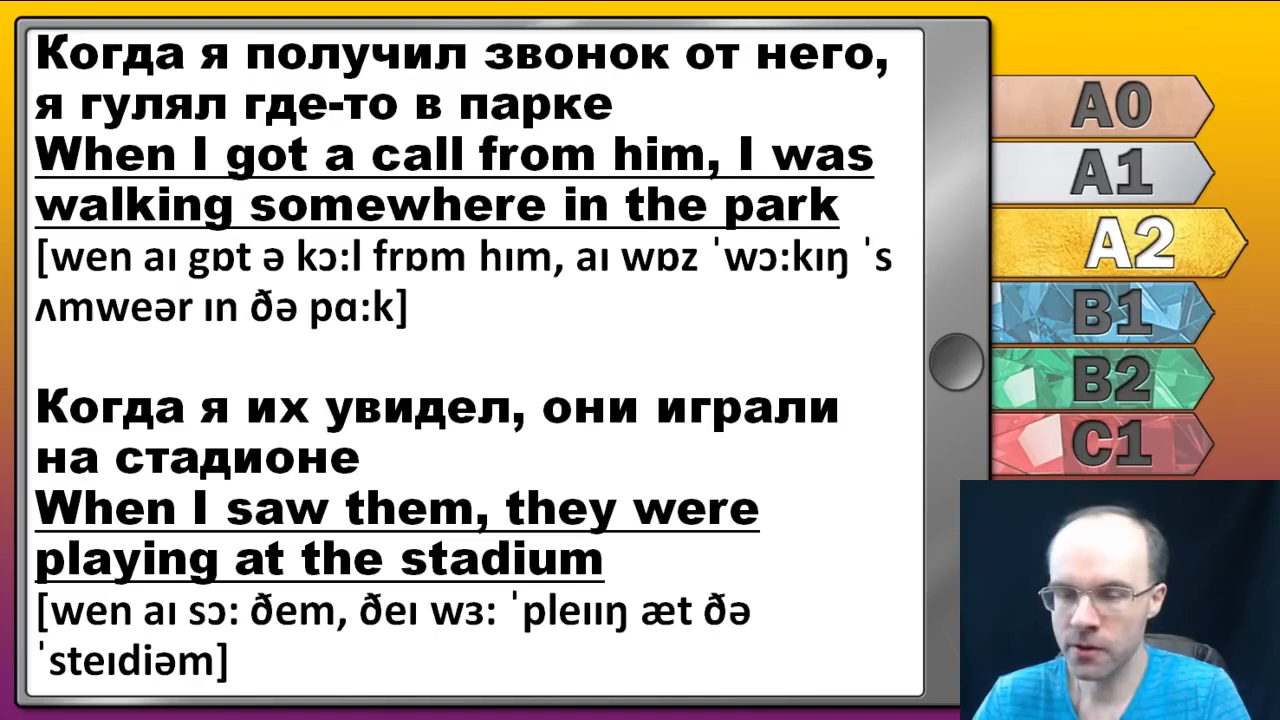 Когда я получил звонок от него,
я гулял где-то в парке
When I got a call from him, I was
walking somewhere in the park
[wen aɪ gɒt ə kɔ:l frɒm hɪm, aɪ wɒz ˈwɔ:kɪŋ ˈs
ʌmweər ɪn ðə pɑ:k]
Когда я их увидел, они играли
на стадионе
When I saw them, they were
playing at the stadium
[wen aɪ sɔ: ðem, ðeɪ wɜ: ˈpleɪɪŋ æt ðə
ˈsteɪdiəm]
A0
A1
A2
B1
B2
C1